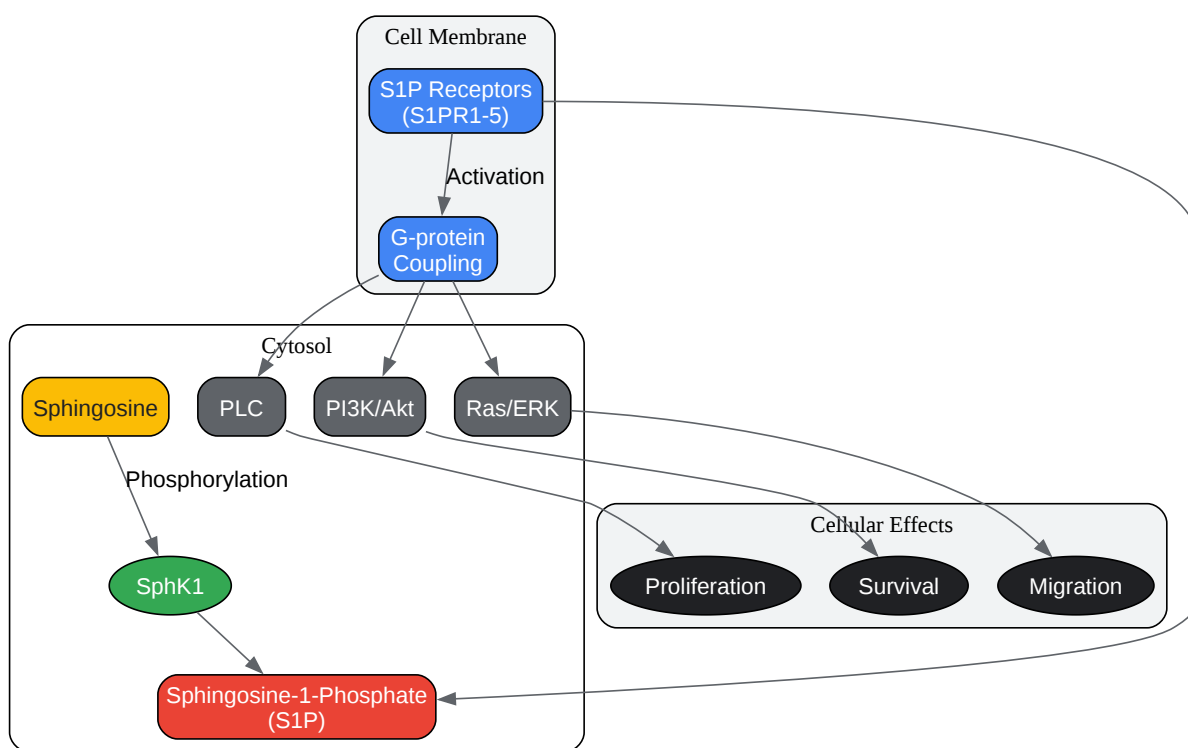 Cell Membrane
S1P Receptors
(S1PR1-5)
Activation
G-protein
Coupling
Cytosol
Sphingosine
PLC
PI3K/Akt
Ras/ERK
Phosphorylation
Cellular Effects
SphK1
Proliferation
Survival
Migration
Sphingosine-1-Phosphate
(S1P)